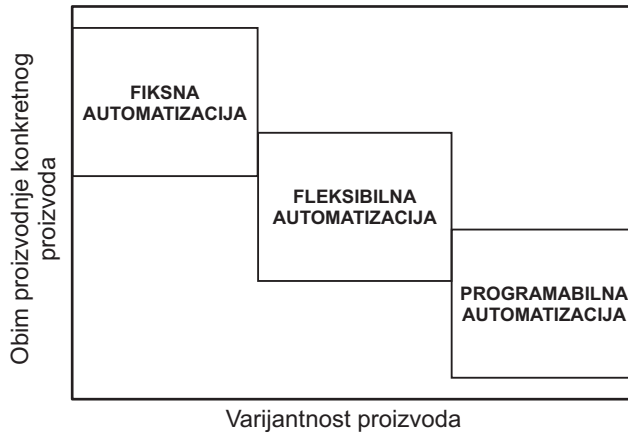 FIKSNA
AUTOMATIZACIJA
FLEKSIBILNA
AUTOMATIZACIJA
PROGRAMABILNA
AUTOMATIZACIJA
Obim proizvodnje konkretnog
proizvoda
Varijantnost proizvoda